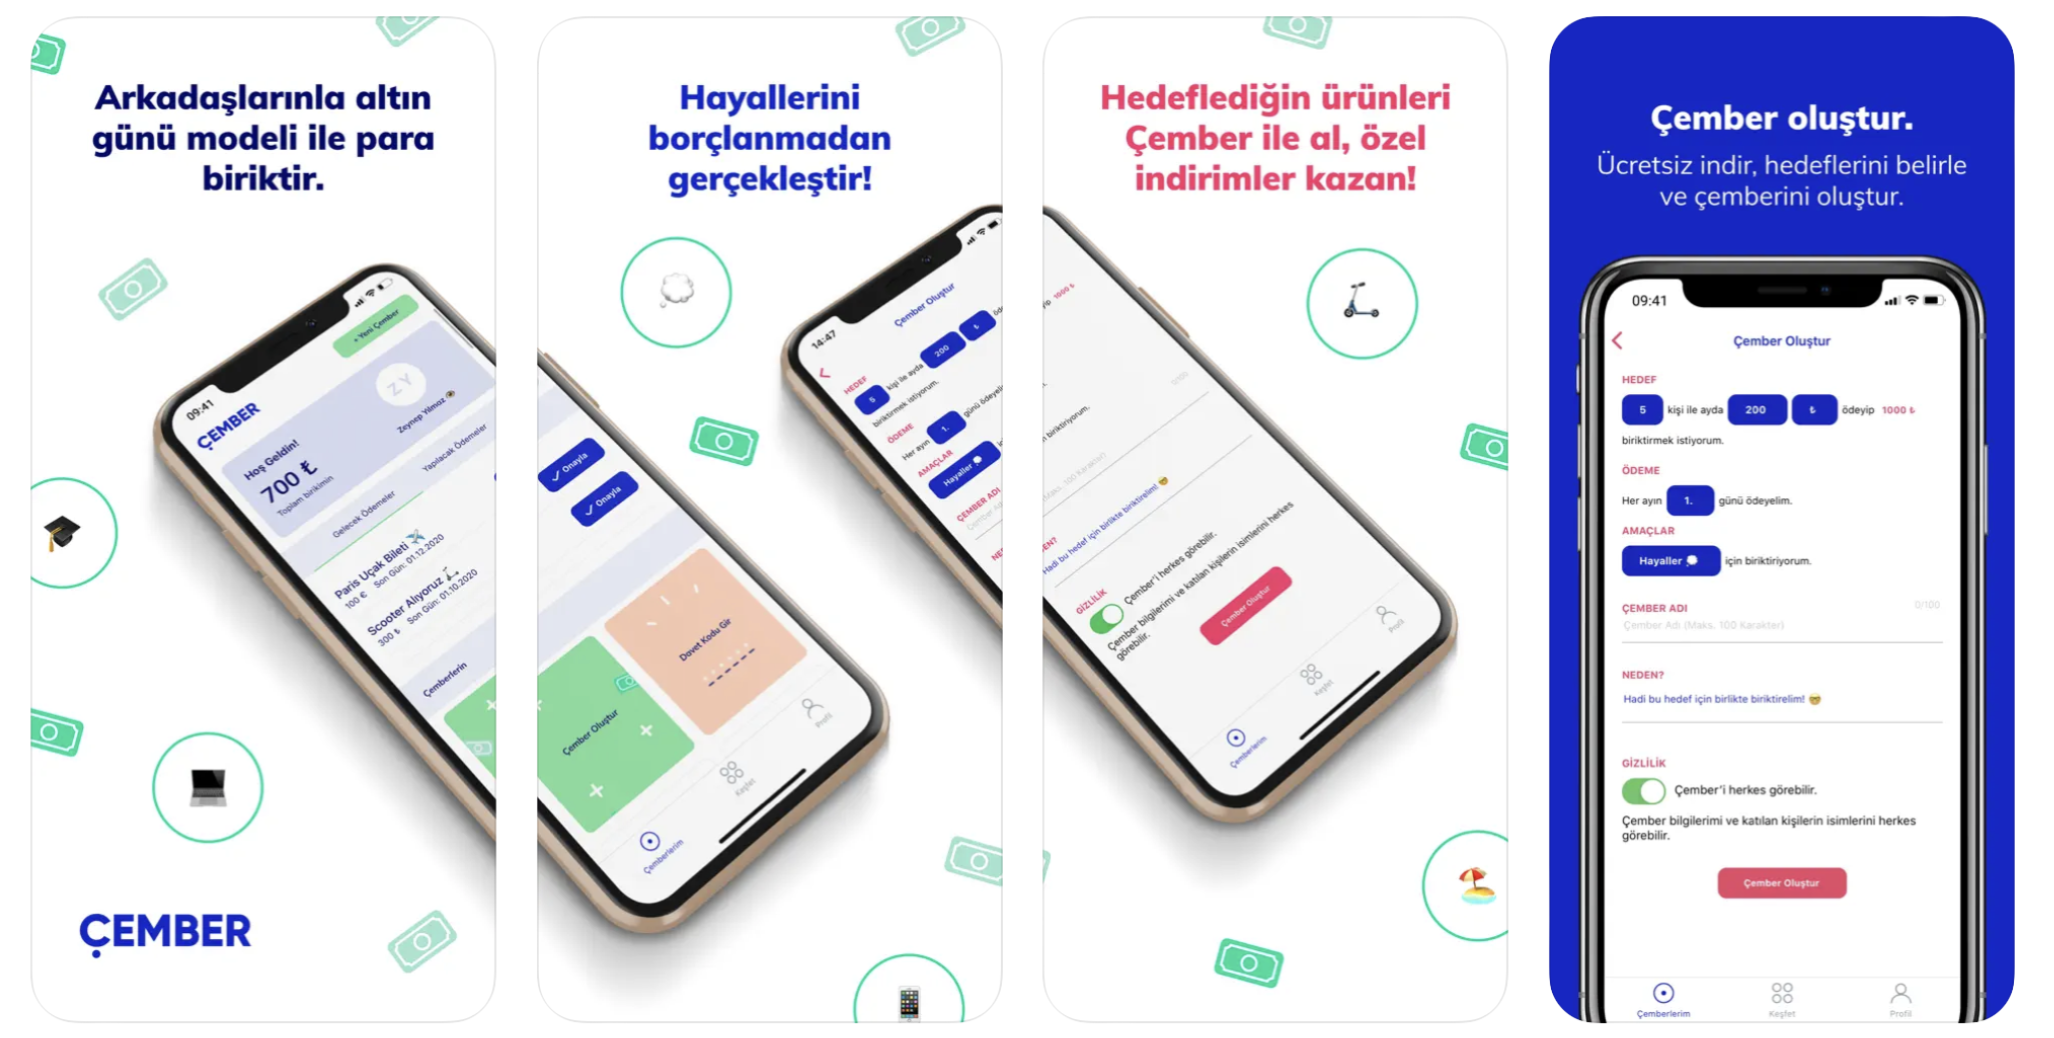 Arkadaşlarınla altın
günü modeli ile para
biriktir.
09:41
+ Yeni Çember
ÇEMBER
Hoş Geldin!
ZY
700 ₺
Zeynep Yılmaz
Toplam birikimin
Gelecek Ödemeler
Yapılacak Ödemeler
Paris Uçak Bileti
100 € Son Gün: 01.12.2020
Scooter Alıyoruz
300 ₺ Son Gün: 01.10.2020
Çemberlerin
ÇEMBER
Hayallerini
borçlanmadan
gerçekleştir!
Onayla
Onayla
Çember Oluştur
Davet Kodu Gir
Çemberlerim
Keşfet
Profil
14:47
Çember Oluştur
HEDEF
5 kişi ile ayda 200 ₺
biriktirmek istiyorum.
ÖDEME
Her ayın 1.
AMAÇLAR
Hayaller
ÇEMBER ADI
Hedeflediğin ürünleri
Çember ile al, özel
indirimler kazan!
1000 ₺
0/100
(Maks. 100 Karakter)
Hadi bu hedef için birlikte biriktirelim! 🤓
GİZLİLİK
Çember'i herkes görebilir.
Çember bilgilerimi ve katılan kişilerin isimlerini herkes
görebilir.
Çember Oluştur
Çemberlerim
Keşfet
Profil
Çember oluştur.
Ücretsiz indir, hedeflerini belirle
ve çemberini oluştur.
09:41
Çember Oluştur
HEDEF
5 kişi ile ayda 200 ₺ ödeyip 1000 ₺
biriktirmek istiyorum.
ÖDEME
Her ayın 1. günü ödeyelim.
AMAÇLAR
Hayaller 💭 için biriktiriyorum.
ÇEMBER ADI 0/100
Çember Adı (Maks. 100 Karakter)
NEDEN?
Hadi bu hedef için birlikte biriktirelim! 🤓
GİZLİLİK
Çember'i herkes görebilir.
Çember bilgilerimi ve katılan kişilerin isimlerini herkes
görebilir.
Çember Oluştur
Çemberlerim Keşfet Profil